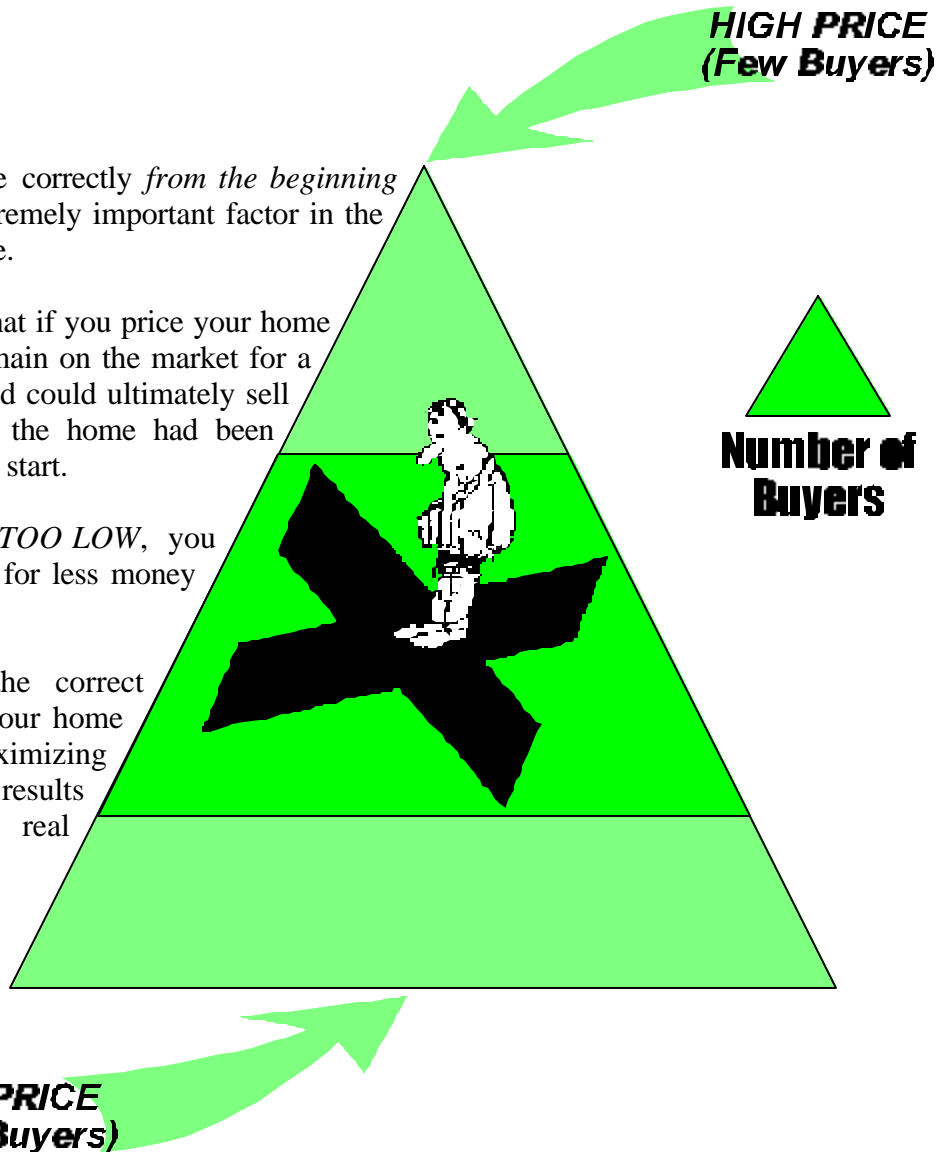 HIGH PRICE
(Few Buyers)
e correctly from the beginning
tremely important factor in the
e.
hat if you price your home
main on the market for a
d could ultimately sell
the home had been
start.
TOO LOW, you
for less money
he correct
our home
ximizing
results
real
Number of
Buyers
PRICE
Buyers)